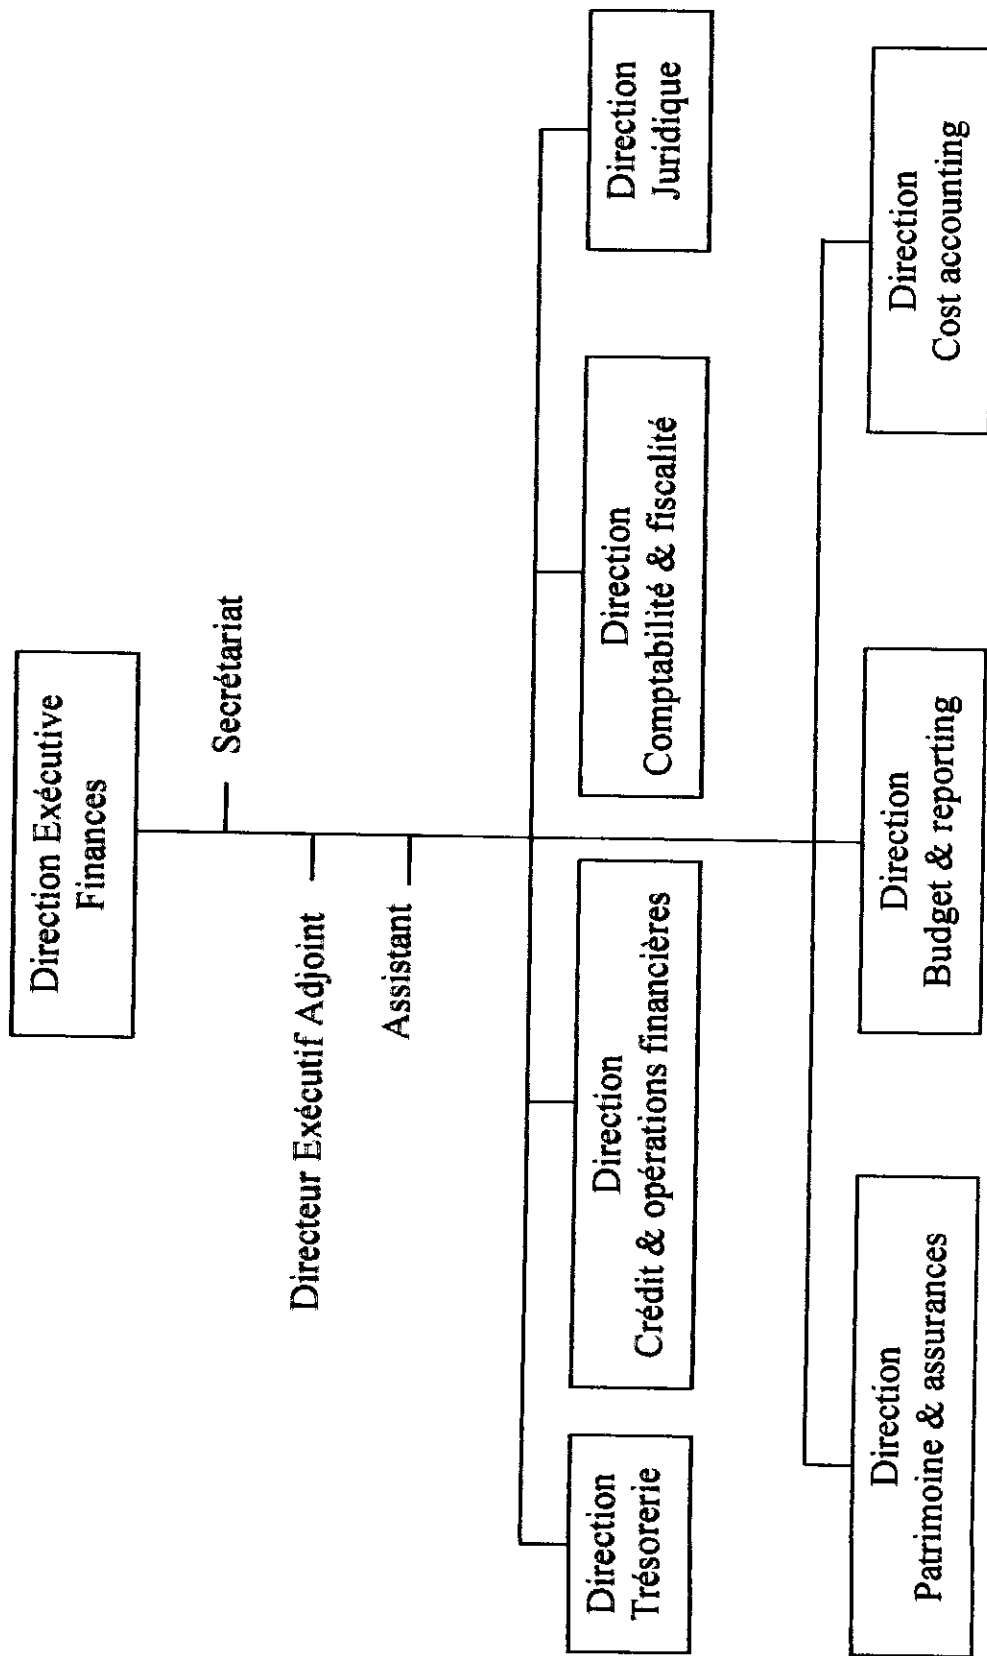 Direction Exécutive
Finances
Secrétariat
Directeur Exécutif Adjoint
Assistant
Direction
Trésorerie
Direction
Crédit & opérations financières
Direction
Comptabilité & fiscalité
Direction
Juridique
Direction
Patrimoine & assurances
Direction
Budget & reporting
Direction
Cost accounting